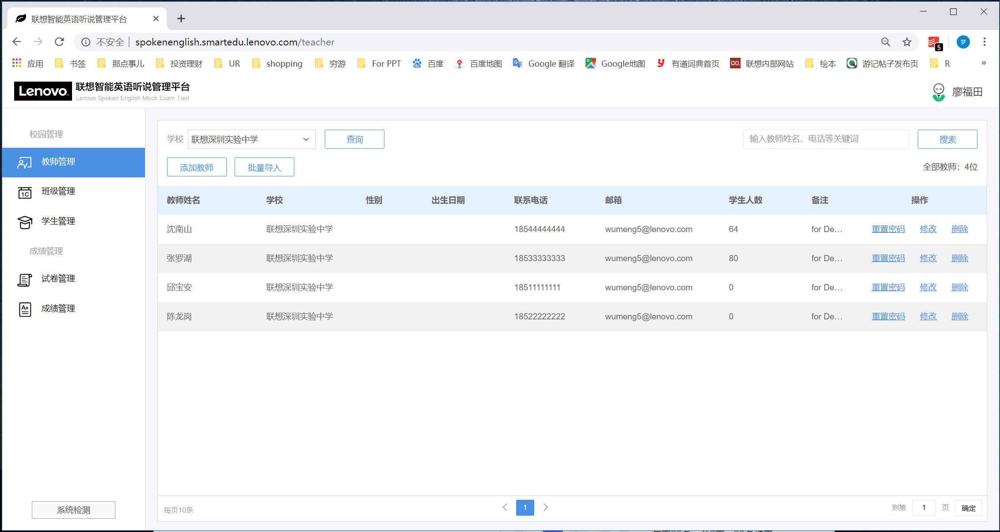 联想智能英语听说管理平台
不安全 spokenenglish.smartedu.lenovo.com/teacher
5
梦
应用 书签 那点事儿 投资理财 UR shopping 穷游 For PPT 百度 百度地图 Google 翻译 Google地图 有道词典首页 联想内部网站 绘本 游记帖子发布页 R »
Lenovo 联想智能英语听说管理平台
Lenovo Spoken English Mock Exam Tool
廖福田
校园管理
教师管理
班级管理
学生管理
成绩管理
试卷管理
成绩管理
系统检测
学校 联想深圳实验中学 查询 输入教师姓名、电话等关键词 搜索
添加教师 批量导入 全部教师：4位
教师姓名 学校 性别 出生日期 联系电话 邮箱 学生人数 备注 操作
沈南山 联想深圳实验中学 18544444444 wumeng5@lenovo.com 64 for De... 重置密码 修改 删除
张罗湖 联想深圳实验中学 18533333333 wumeng5@lenovo.com 80 for De... 重置密码 修改 删除
邱宝安 联想深圳实验中学 18511111111 wumeng5@lenovo.com 0 for De... 重置密码 修改 删除
陈龙岗 联想深圳实验中学 18522222222 wumeng5@lenovo.com 0 for De... 重置密码 修改 删除
每页10条 1 到第 1 页 确定